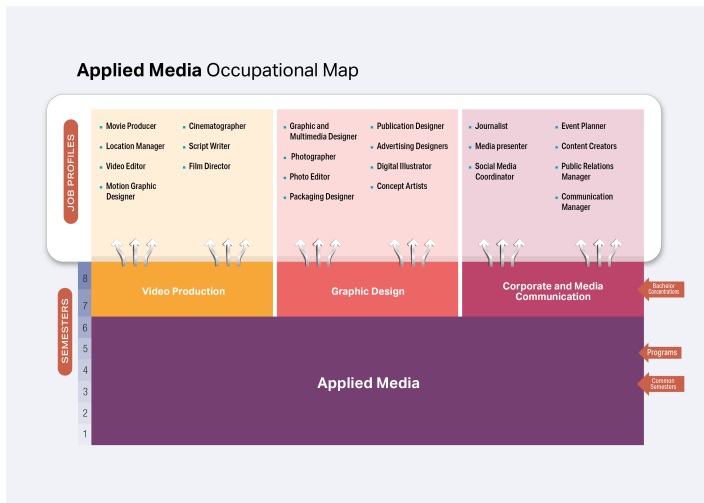 Applied Media Occupational Map
JOB PROFILES
Movie Producer
Location Manager
Video Editor
Motion Graphic
Designer
Cinematographer
Script Writer
Film Director
Graphic and
Multimedia Designer
Photographer
Photo Editor
Packaging Designer
Publication Designer
Advertising Designers
Digital Illustrator
Concept Artists
Journalist
Media presenter
Social Media
Coordinator
Event Planner
Content Creators
Public Relations
Manager
Communication
Manager
SEMESTERS
8
7
6
5
4
3
2
1
Video Production
Graphic Design
Corporate and Media
Communication
Bachelor
Concentrations
Applied Media
Programs
Common
Semesters